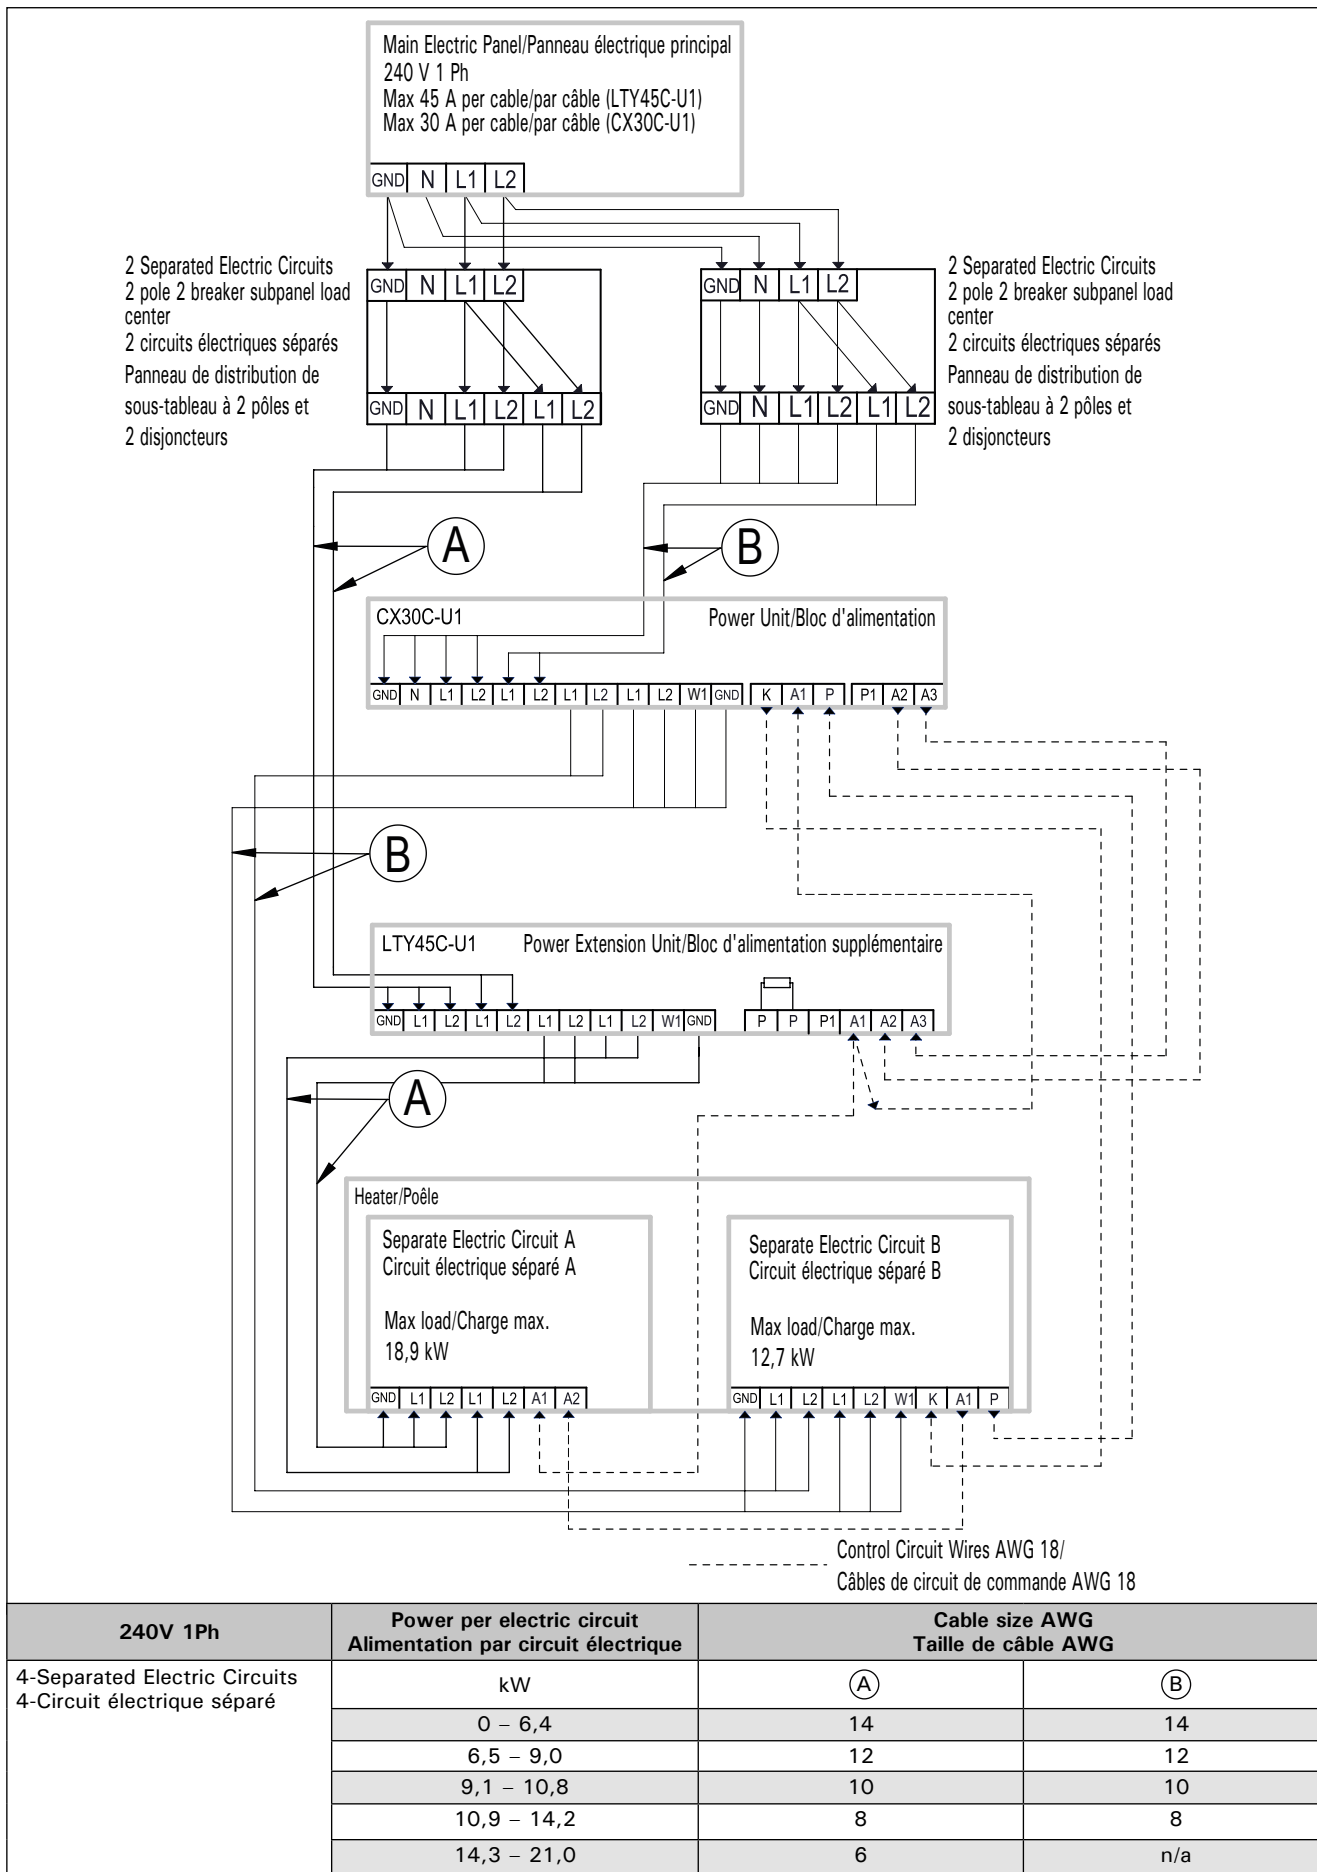 Main Electric Panel/Panneau électrique principal
240 V 1 Ph
Max 45 A per cable/par câble (LTY45C-U1)
Max 30 A per cable/par câble (CX30C-U1)
GND N L1 L2
2 Separated Electric Circuits
2 pole 2 breaker subpanel load
center
2 circuits électriques séparés
Panneau de distribution de
sous-tableau à 2 pôles et
2 disjoncteurs
GND N L1 L2
GND N L1 L2 L1 L2
GND N L1 L2
GND N L1 L2 L1 L2
2 Separated Electric Circuits
2 pole 2 breaker subpanel load
center
2 circuits électriques séparés
Panneau de distribution de
sous-tableau à 2 pôles et
2 disjoncteurs
A
B
CX30C-U1 Power Unit/Bloc d'alimentation
GND N L1 L2 L1 L2 L1 L2 L1 L2 W1 GND K A1 P P1 A2 A3
B
LTY45C-U1 Power Extension Unit/Bloc d'alimentation supplémentaire
GND L1 L2 L1 L2 L1 L2 L1 L2 W1 GND P P P1 A1 A2 A3
A
Heater/Poêle
Separate Electric Circuit A
Circuit électrique séparé A
Max load/Charge max.
18,9 kW
GND L1 L2 L1 L2 A1 A2
Separate Electric Circuit B
Circuit électrique séparé B
Max load/Charge max.
12,7 kW
GND L1 L2 L1 L2 W1 K A1 P
Control Circuit Wires AWG 18/
Câbles de circuit de commande AWG 18
240V 1Ph Power per electric circuit Cable size AWG
Alimentation par circuit électrique Taille de câble AWG
4-Separated Electric Circuits kW A B
4-Circuit électrique séparé
0 – 6,4 14 14
6,5 – 9,0 12 12
9,1 – 10,8 10 10
10,9 – 14,2 8 8
14,3 – 21,0 6 n/a